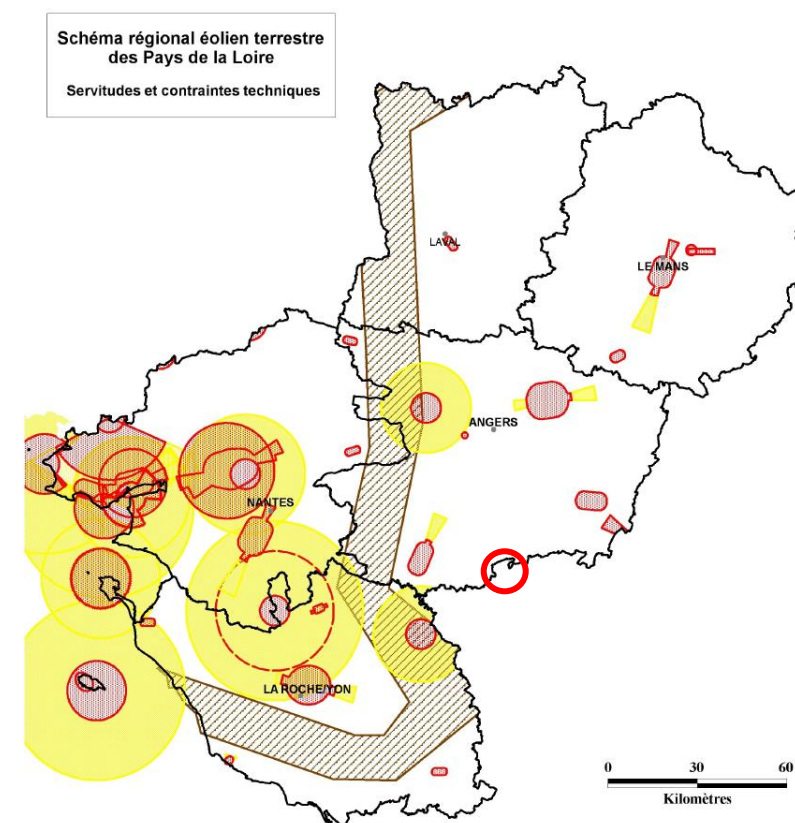 Schéma régional éolien terrestre
des Pays de la Loire
Servitudes et contraintes techniques
LAVAL
LE MANS
ANGERS
NANTES
LA ROCHE/YON
0 30 60
Kilomètres